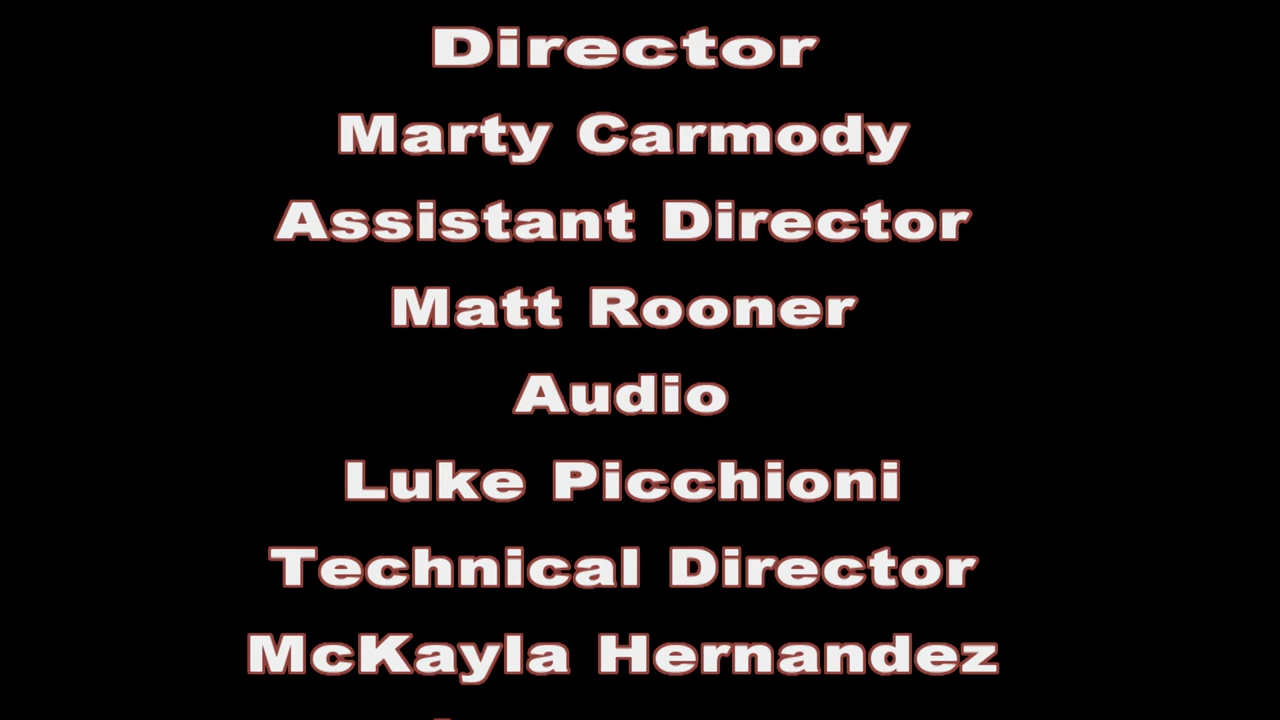 Director
Marty Carmody
Assistant Director
Matt Rooner
Audio
Luke Picchioni
Technical Director
McKayla Hernandez